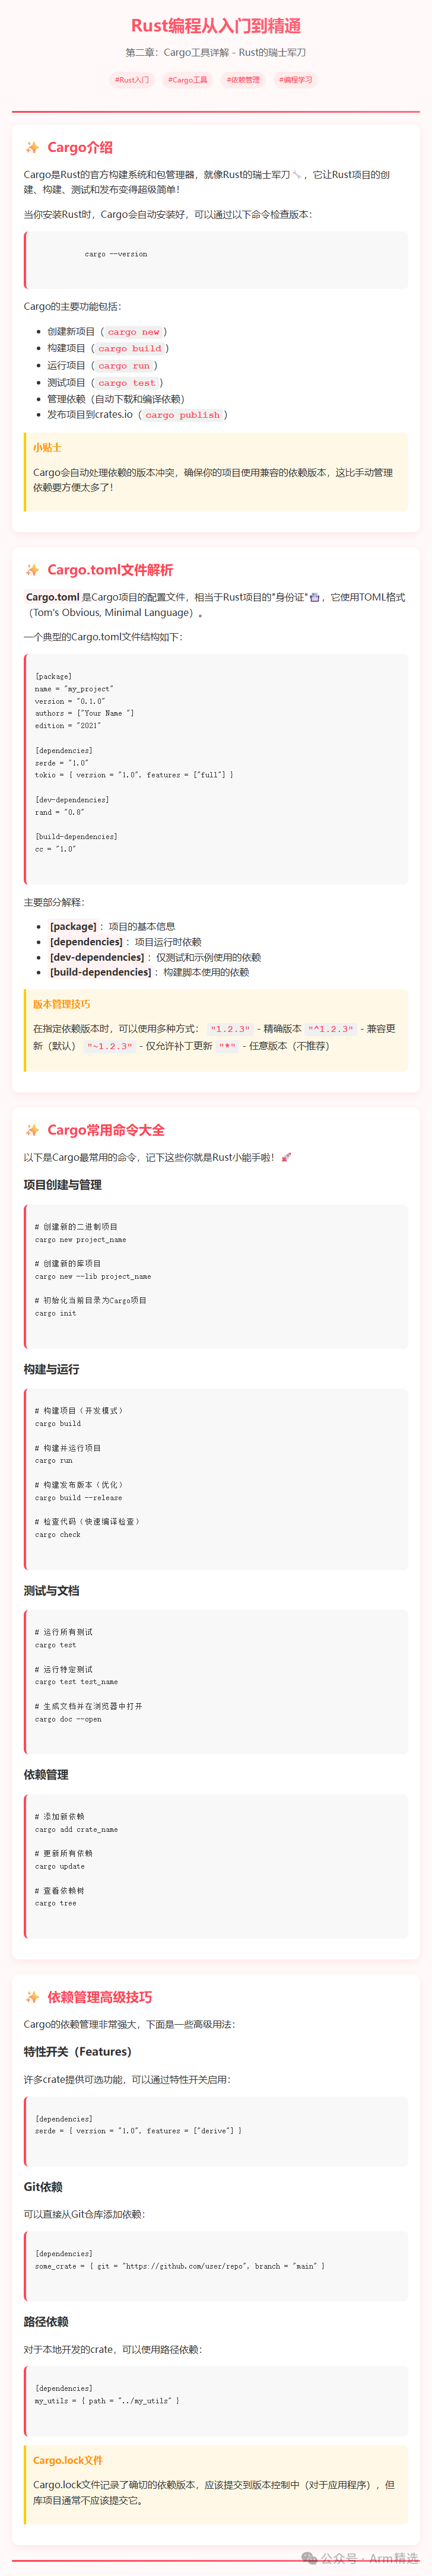 Rust编程从入门到精通
第二章：Cargo工具详解 - Rust的瑞士军刀
#Rust入门 #Cargo工具 #依赖管理 #编程学习
✨ Cargo介绍
Cargo是Rust的官方构建系统和包管理器，就像Rust的瑞士军刀🔧，它让Rust项目的创
建、构建、测试和发布变得超级简单！
当你安装Rust时，Cargo会自动安装好，可以通过以下命令检查版本：
cargo --version
Cargo的主要功能包括：
• 创建新项目（cargo new）
• 构建项目（cargo build）
• 运行项目（cargo run）
• 测试项目（cargo test）
• 管理依赖（自动下载和编译依赖）
• 发布项目到crates.io（cargo publish）
小贴士
Cargo会自动处理依赖的版本冲突，确保你的项目使用兼容的依赖版本，这比手动管理
依赖要方便太多了！
✨ Cargo.toml文件解析
Cargo.toml是Cargo项目的配置文件，相当于Rust项目的"身份证"📇，它使用TOML格式
（Tom's Obvious, Minimal Language）。
一个典型的Cargo.toml文件结构如下：
[package]
name = "my_project"
version = "0.1.0"
authors = ["Your Name "]
edition = "2021"
[dependencies]
serde = "1.0"
tokio = { version = "1.0", features = ["full"] }
[dev-dependencies]
rand = "0.8"
[build-dependencies]
cc = "1.0"
主要部分解释：
• [package]：项目的基本信息
• [dependencies]：项目运行时依赖
• [dev-dependencies]：仅测试和示例使用的依赖
• [build-dependencies]：构建脚本使用的依赖
版本管理技巧
在指定依赖版本时，可以使用多种方式： "1.2.3" - 精确版本 "^1.2.3" - 兼容更
新（默认） "~1.2.3" - 仅允许补丁更新 "*" - 任意版本（不推荐）
✨ Cargo常用命令大全
以下是Cargo最常用的命令，记下这些你就是Rust小能手啦！🚀
项目创建与管理
# 创建新的二进制项目
cargo new project_name
# 创建新的库项目
cargo new --lib project_name
# 初始化当前目录为Cargo项目
cargo init
构建与运行
# 构建项目（开发模式）
cargo build
# 构建并运行项目
cargo run
# 构建发布版本（优化）
cargo build --release
# 检查代码（快速编译检查）
cargo check
测试与文档
# 运行所有测试
cargo test
# 运行特定测试
cargo test test_name
# 生成文档并在浏览器中打开
cargo doc --open
依赖管理
# 添加新依赖
cargo add crate_name
# 更新所有依赖
cargo update
# 查看依赖树
cargo tree
✨ 依赖管理高级技巧
Cargo的依赖管理非常强大，下面是一些高级用法：
特性开关（Features）
许多crate提供可选功能，可以通过特性开关启用：
[dependencies]
serde = { version = "1.0", features = ["derive"] }
Git依赖
可以直接从Git仓库添加依赖：
[dependencies]
some_crate = { git = "https://github.com/user/repo", branch = "main" }
路径依赖
对于本地开发的crate，可以使用路径依赖：
[dependencies]
my_utils = { path = "../my_utils" }
Cargo.lock文件
Cargo.lock文件记录了确切的依赖版本，应该提交到版本控制中（对于应用程序），但
库项目通常不应该提交它。
公众号 · Arm精选